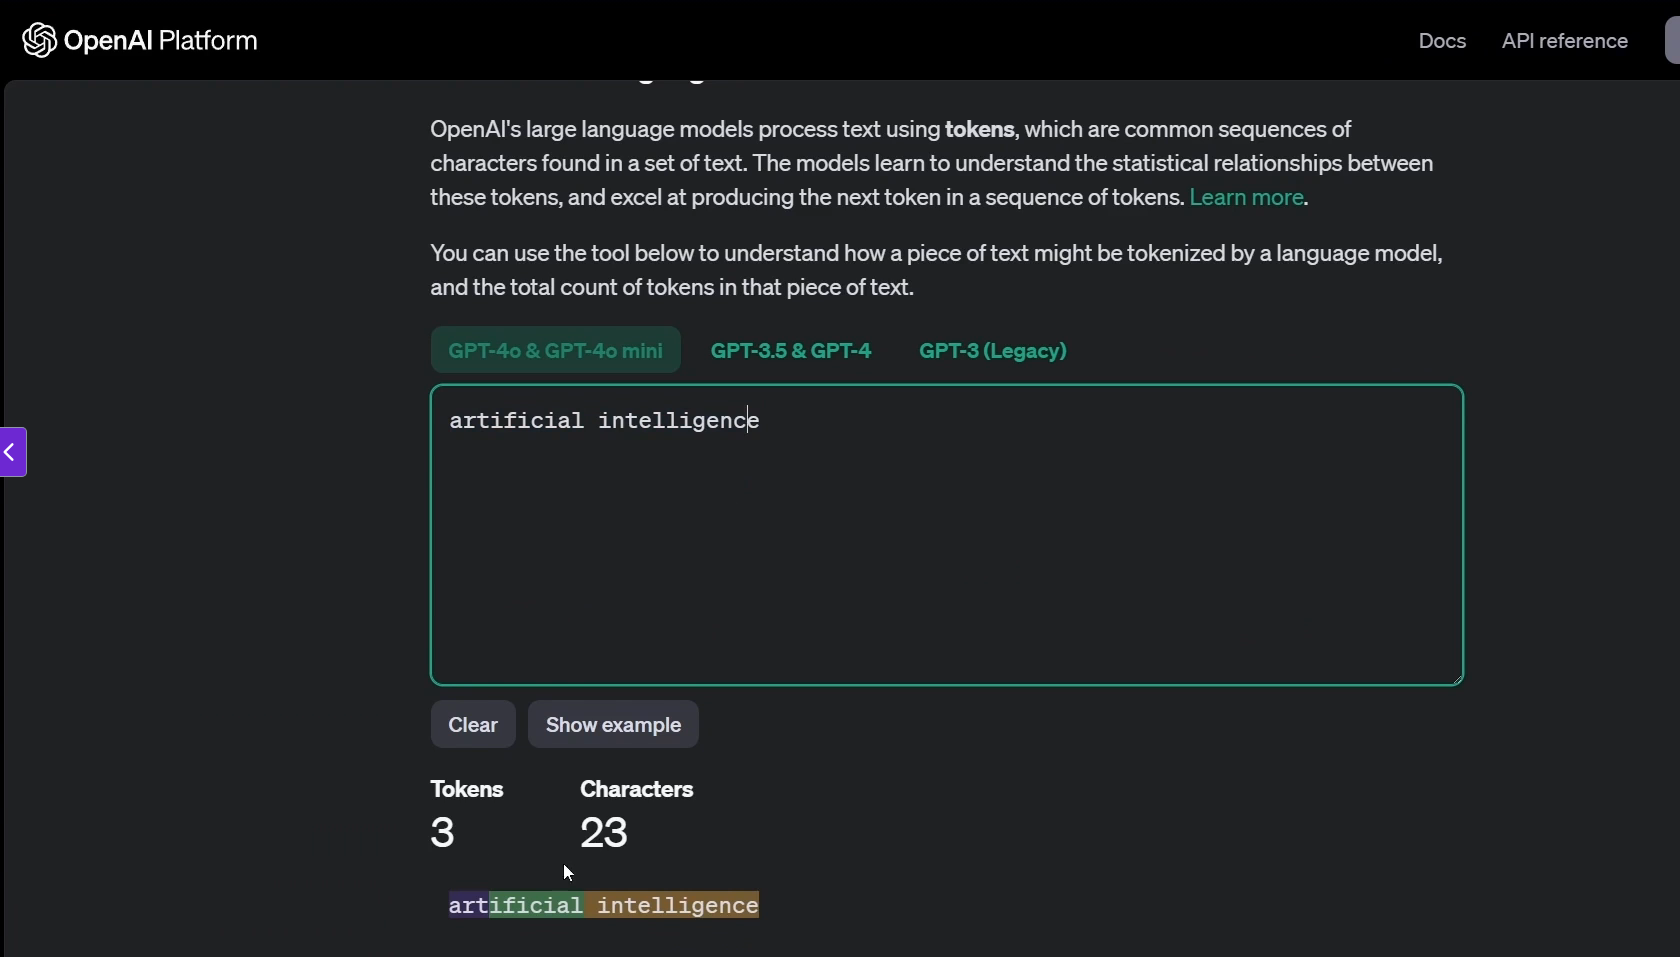 OpenAI Platform
Docs
API reference
OpenAI's large language models process text using tokens, which are common sequences of
characters found in a set of text. The models learn to understand the statistical relationships between
these tokens, and excel at producing the next token in a sequence of tokens. Learn more.
You can use the tool below to understand how a piece of text might be tokenized by a language model,
and the total count of tokens in that piece of text.
GPT-4o & GPT-4o mini
GPT-3.5 & GPT-4
GPT-3 (Legacy)
artificial intelligence
Clear
Show example
Tokens
Characters
3
23
artificial intelligence